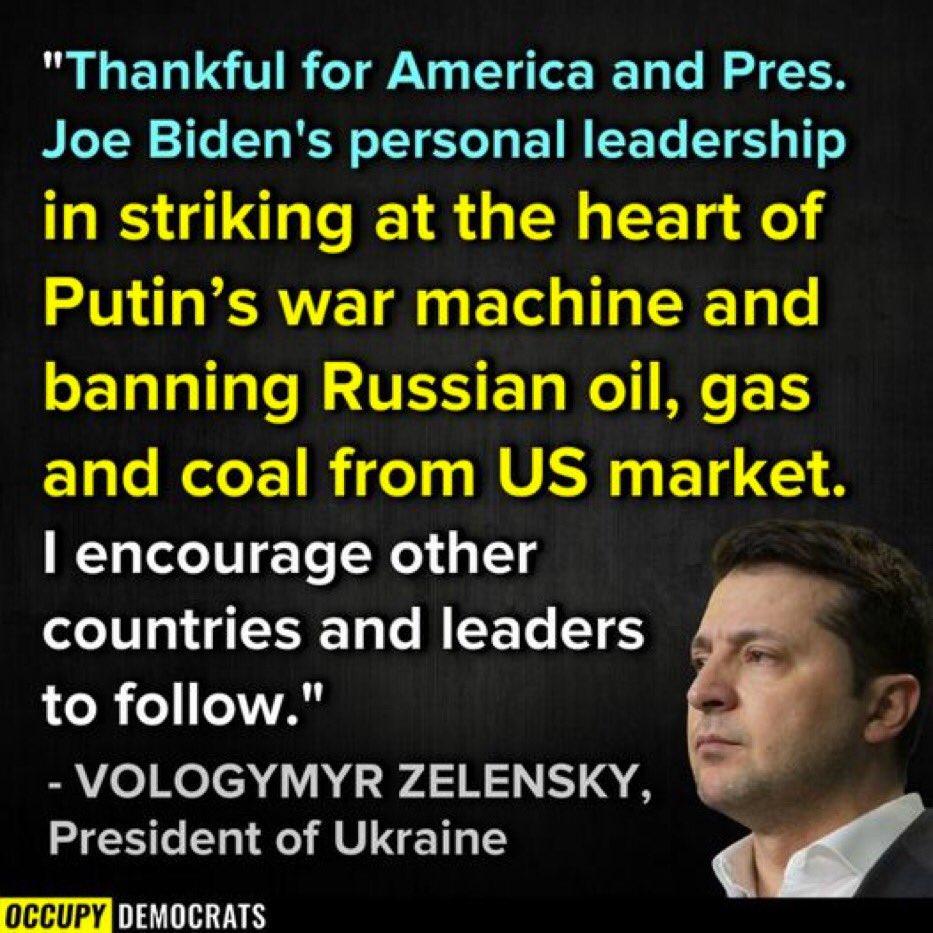 "Thankful for America and Pres.
Joe Biden's personal leadership
in striking at the heart of
Putin’s war machine and
banning Russian oil, gas
and coal from US market.
I encourage other
countries and leaders
to follow."
- VOLOGYMYR ZELENSKY,
President of Ukraine
OCCUPY DEMOCRATS